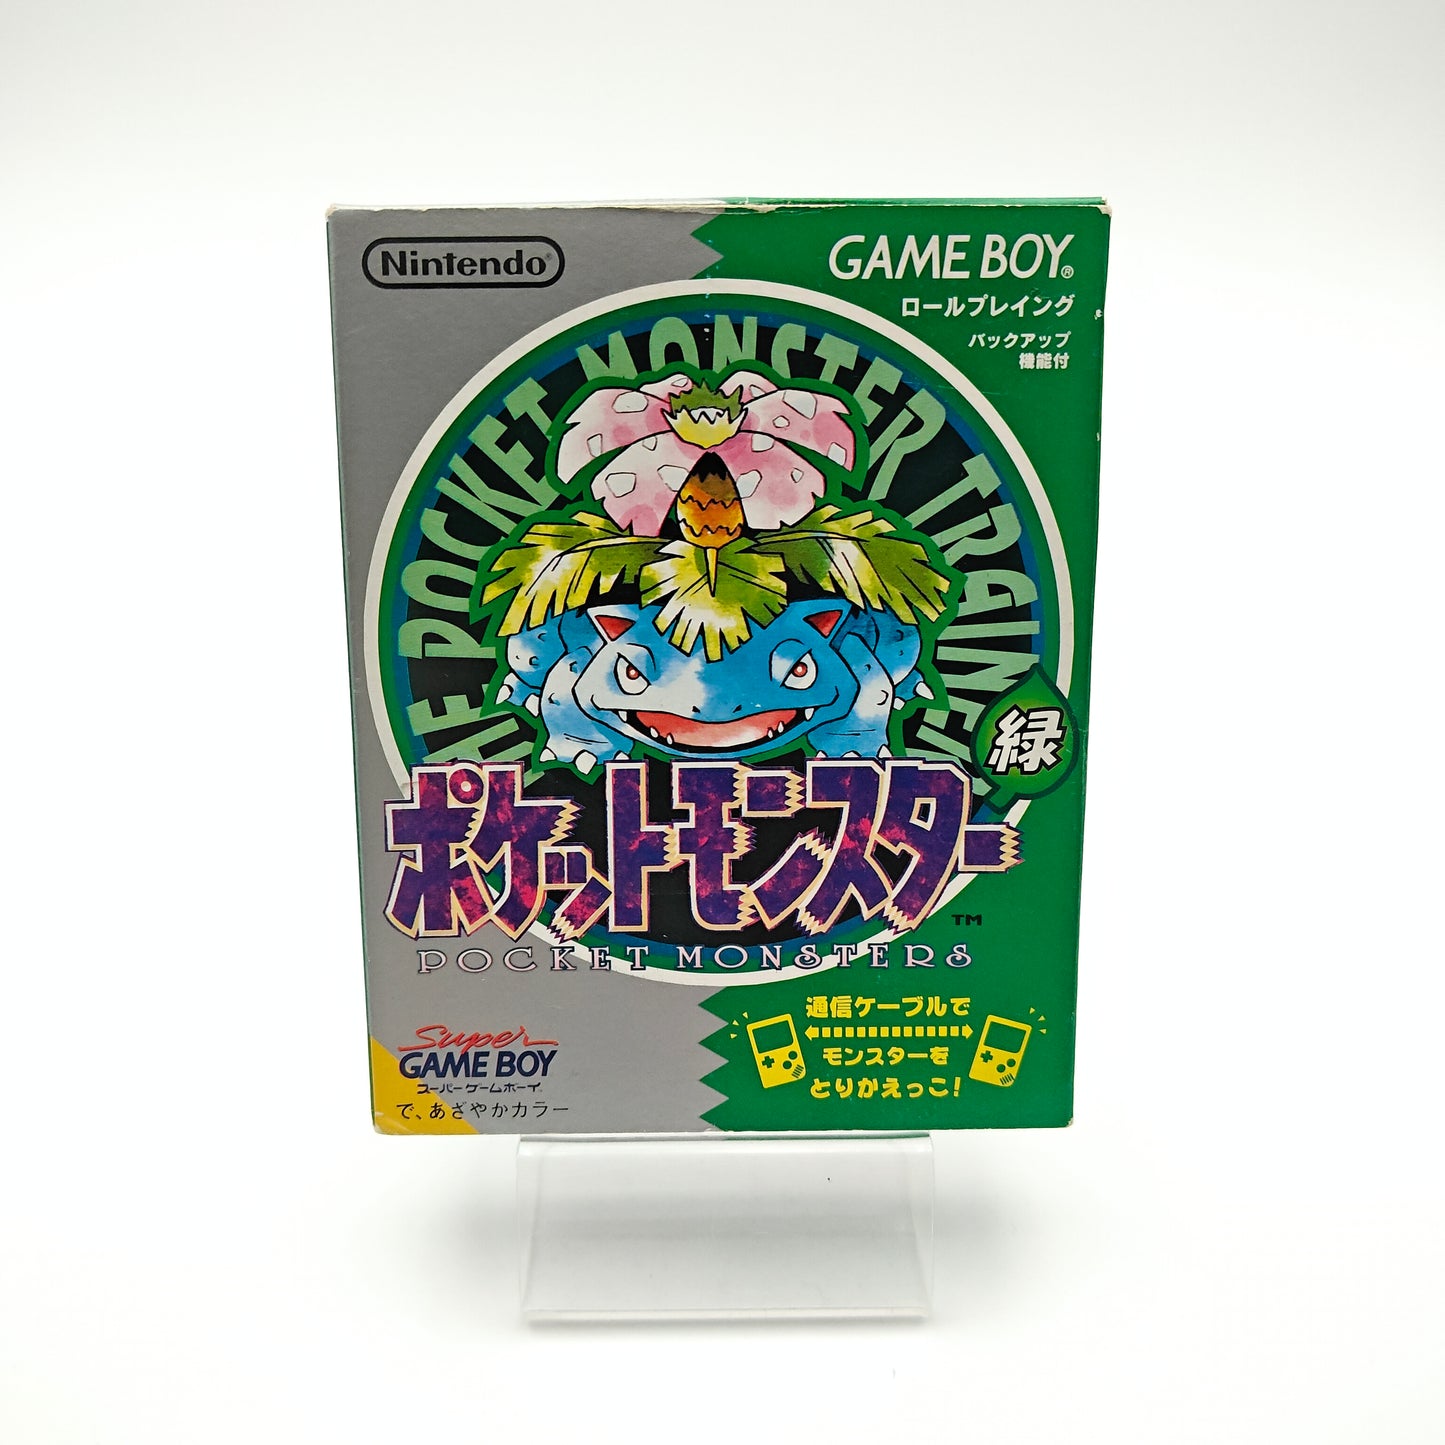 Nintendo®
GAME BOY®
ロールプレイング
バックアップ
機能付
THE POCKET MONSTER TRAINER
緑
ポケットモンスター
TM
POCKET MONSTERS
通信ケーブルで
モンスターを
とりかえっこ!
Super
GAME BOY
スーパーゲームボーイ
で、あざやかカラー